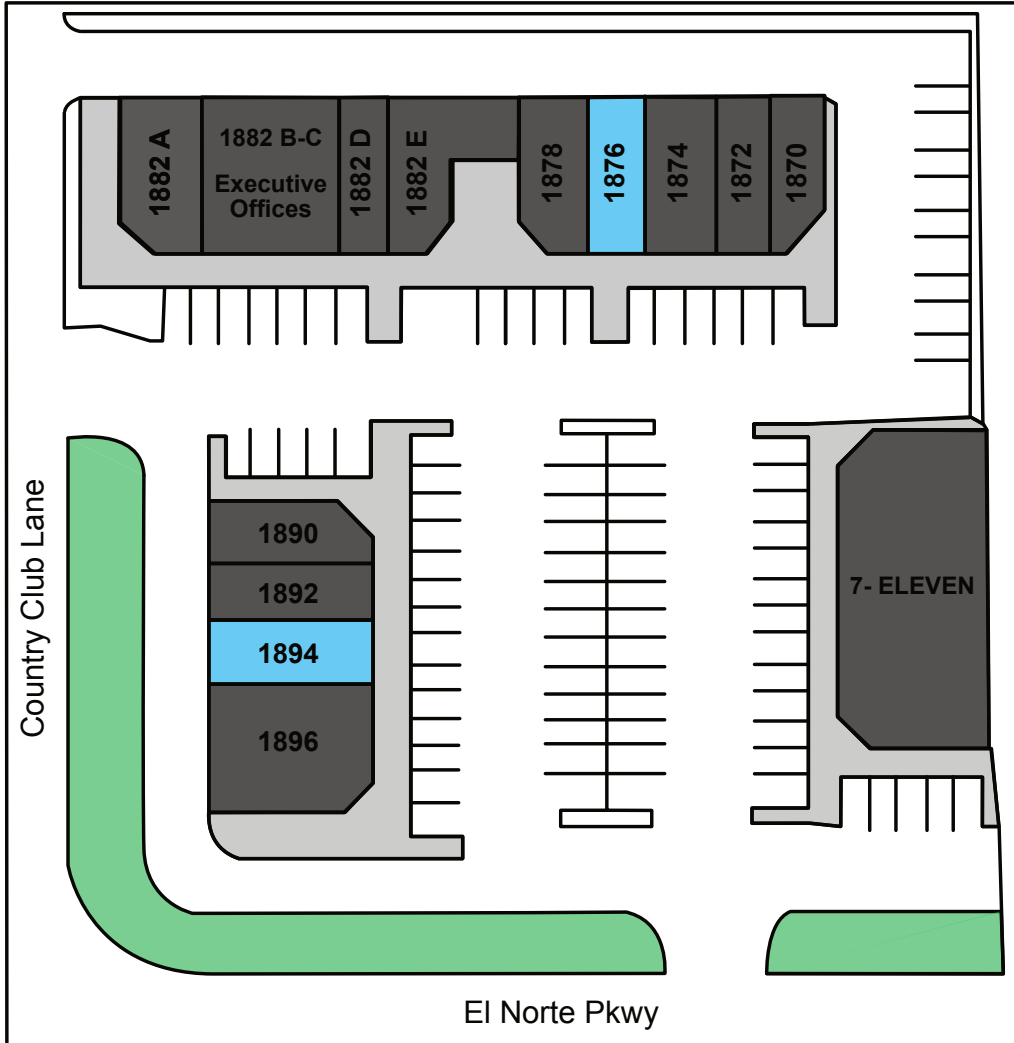 1882 A
1882 B-C
Executive
Offices
1882 D
1882 E
1878
1876
1874
1872
1870
1890
1892
1894
1896
7- ELEVEN
Country Club Lane
El Norte Pkwy